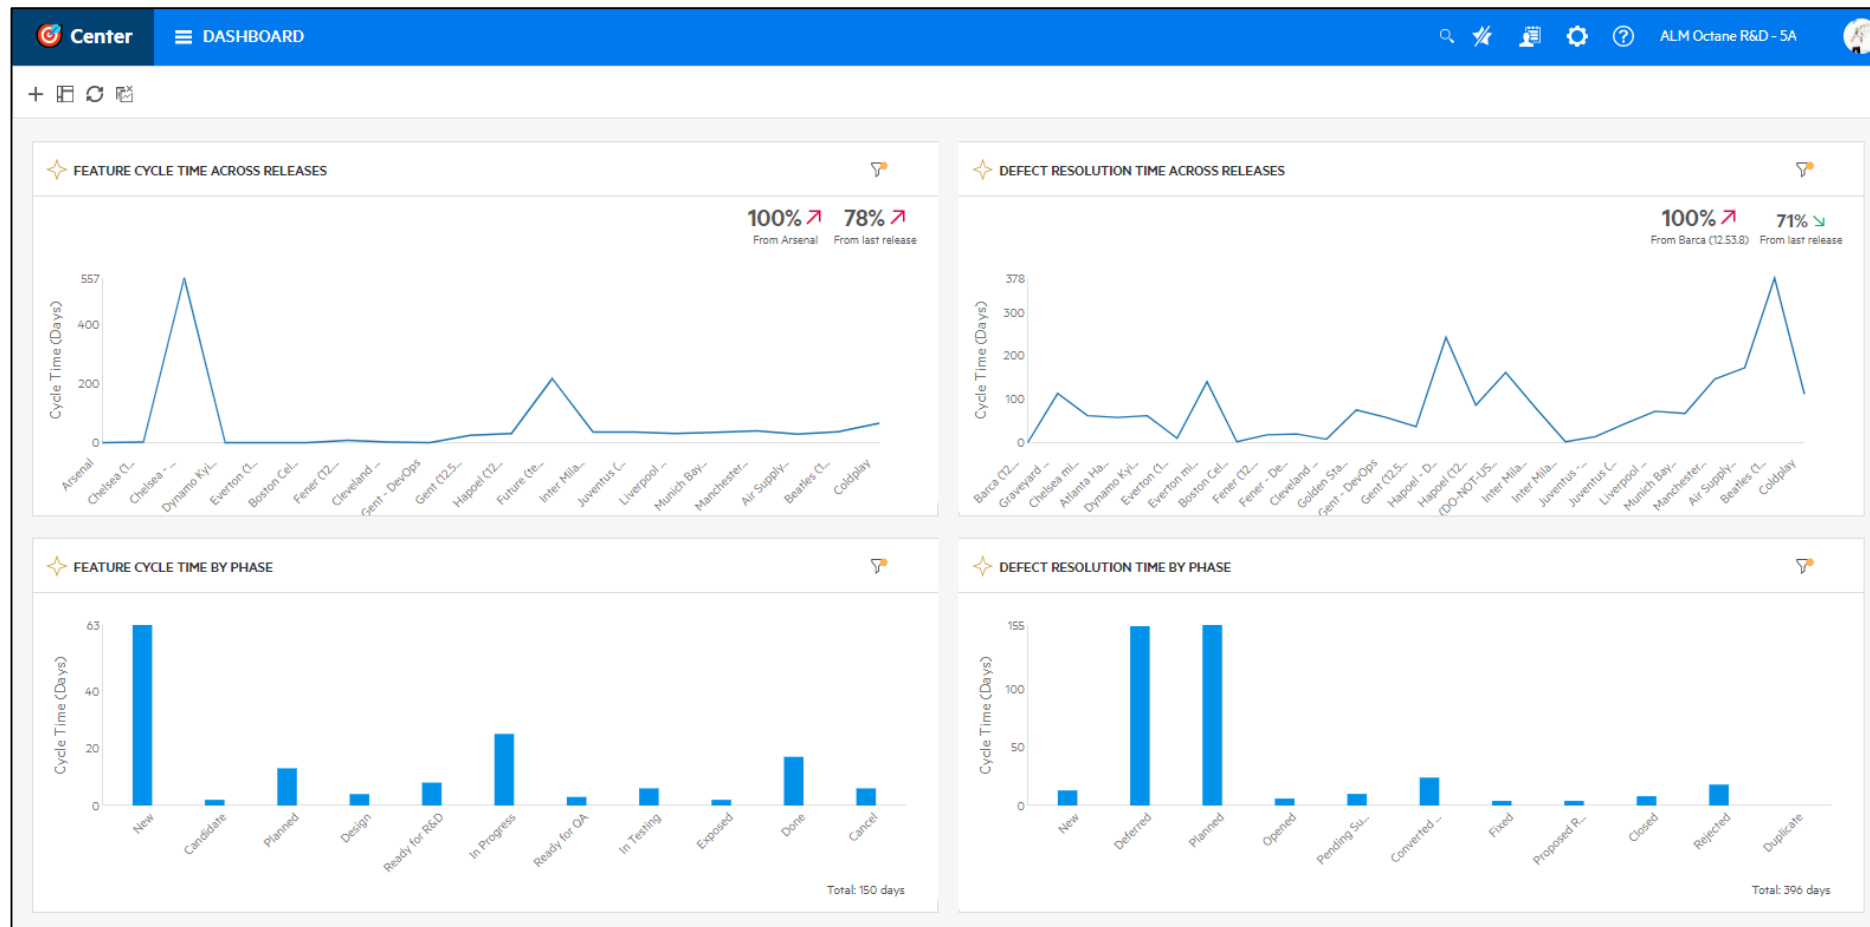 Center
DASHBOARD
ALM Octane R&D - 5A
FEATURE CYCLE TIME ACROSS RELEASES
100%
78%
From Arsenal
From last release
Cycle Time (Days)
557
400
200
0
Arsenal
Chelsea (1...
Chelsea - ...
Dynamo Kyi...
Everton (1...
Boston Cel...
Fener (12...
Cleveland ...
Gent - DevOps
Gent (12.5...
Hapoel (12...
Future (te...
Inter Mila...
Juventus (...
Liverpool ...
Munich Bay...
Manchester...
Air Supply...
Beatles (1...
Coldplay
DEFECT RESOLUTION TIME ACROSS RELEASES
100%
71%
From Barca (12.53.8)
From last release
Cycle Time (Days)
378
300
200
100
0
Barca (12...
Graveyard ...
Chelsea mi...
Atlanta Ha...
Dynamo Kyi...
Everton (1...
Everton mi...
Boston Cel...
Fener (12...
Fener - De...
Cleveland ...
Golden Sta...
Gent - DevOps
Gent (12.5...
Hapoel - D...
Hapoel (12...
(DO-NOT-US...
Inter Mila...
Inter Mila...
Juventus -...
Juventus (...
Liverpool ...
Munich Bay...
Manchester...
Air Supply...
Beatles (1...
Coldplay
FEATURE CYCLE TIME BY PHASE
Cycle Time (Days)
63
40
20
0
New
Candidate
Planned
Design
Ready for R&D
In Progress
Ready for QA
In Testing
Exposed
Done
Cancel
Total: 150 days
DEFECT RESOLUTION TIME BY PHASE
Cycle Time (Days)
155
100
50
0
New
Deferred
Planned
Opened
Pending Su...
Converted ...
Fixed
Proposed R...
Closed
Rejected
Duplicate
Total: 396 days